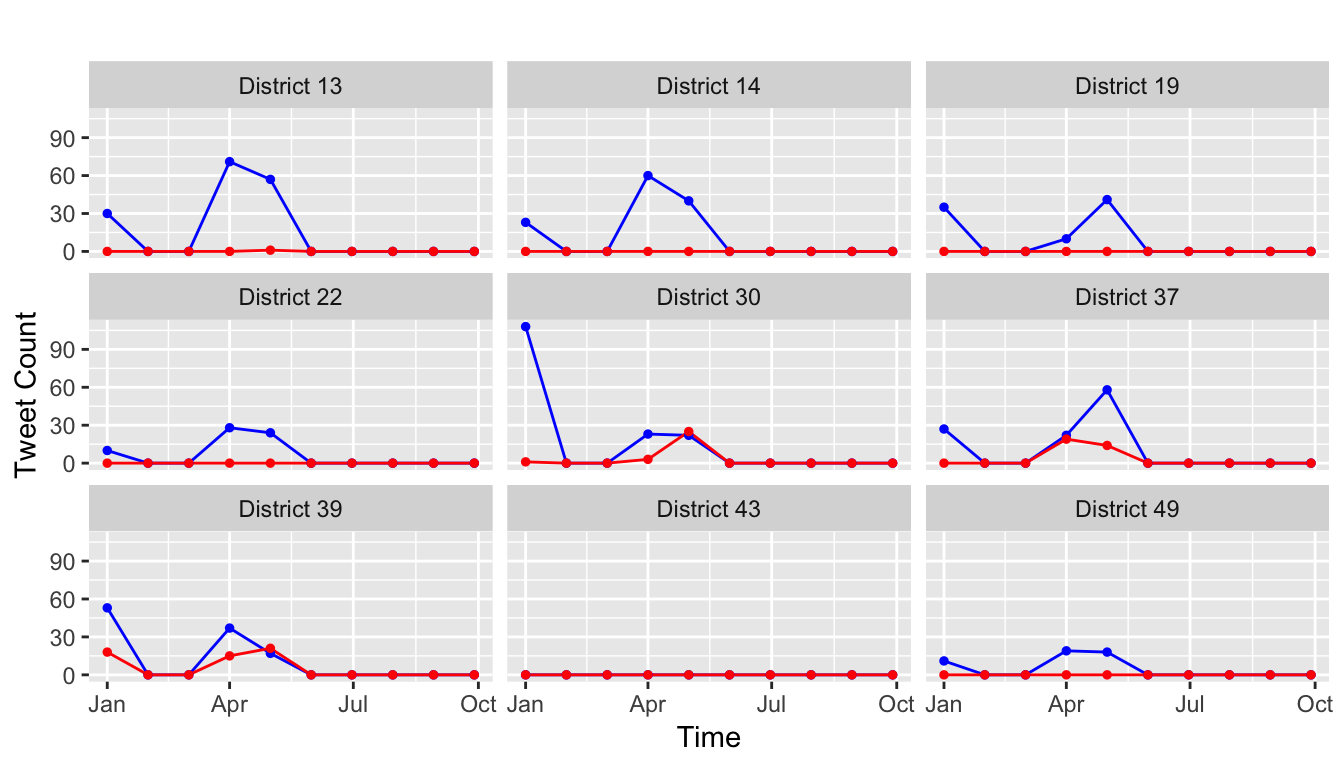 District 13 District 14 District 19
90
60
30
0
District 22 District 30 District 37
90
60
30
0
Tweet Count
District 39 District 43 District 49
90
60
30
0
Jan Apr Jul Oct Jan Apr Jul Oct Jan Apr Jul Oct
Time